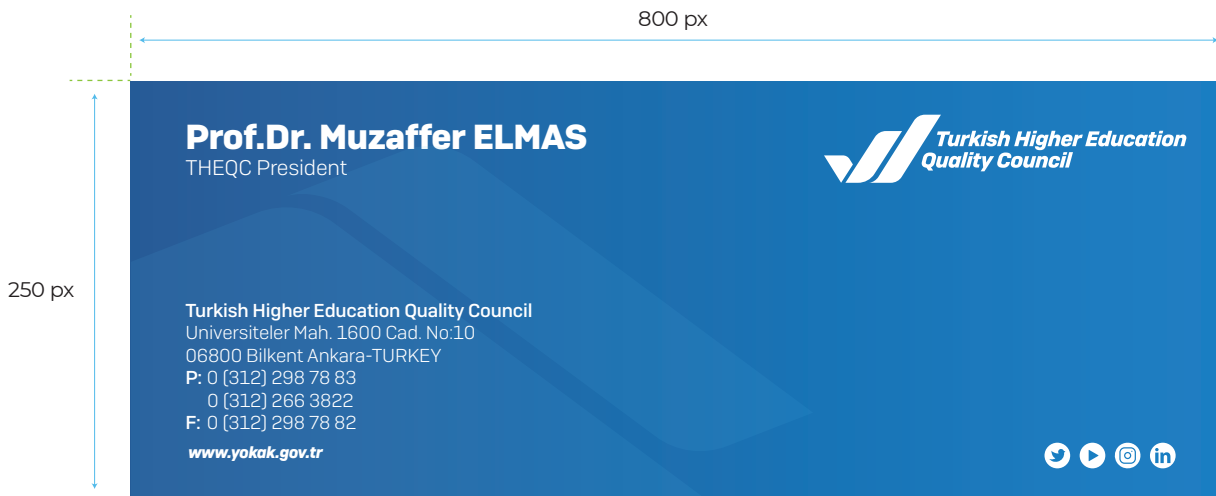 800 px
250 px
Prof.Dr. Muzaffer ELMAS
THEQC President
Turkish Higher Education
Quality Council
Turkish Higher Education Quality Council
Universiteler Mah. 1600 Cad. No:10
06800 Bilkent Ankara-TURKEY
P: 0 (312) 298 78 83
0 (312) 266 3822
F: 0 (312) 298 78 82
www.yokak.gov.tr
in